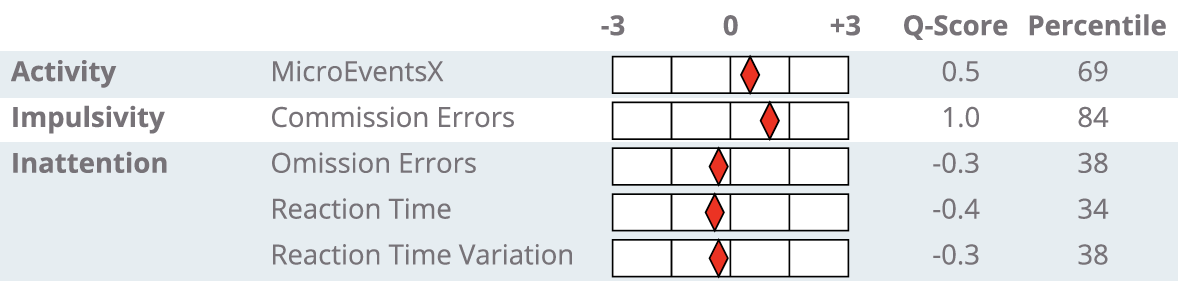 -3 0 +3 Q-Score Percentile
Activity MicroEventsX 0.5 69
Impulsivity Commission Errors 1.0 84
Inattention Omission Errors -0.3 38
Reaction Time -0.4 34
Reaction Time Variation -0.3 38